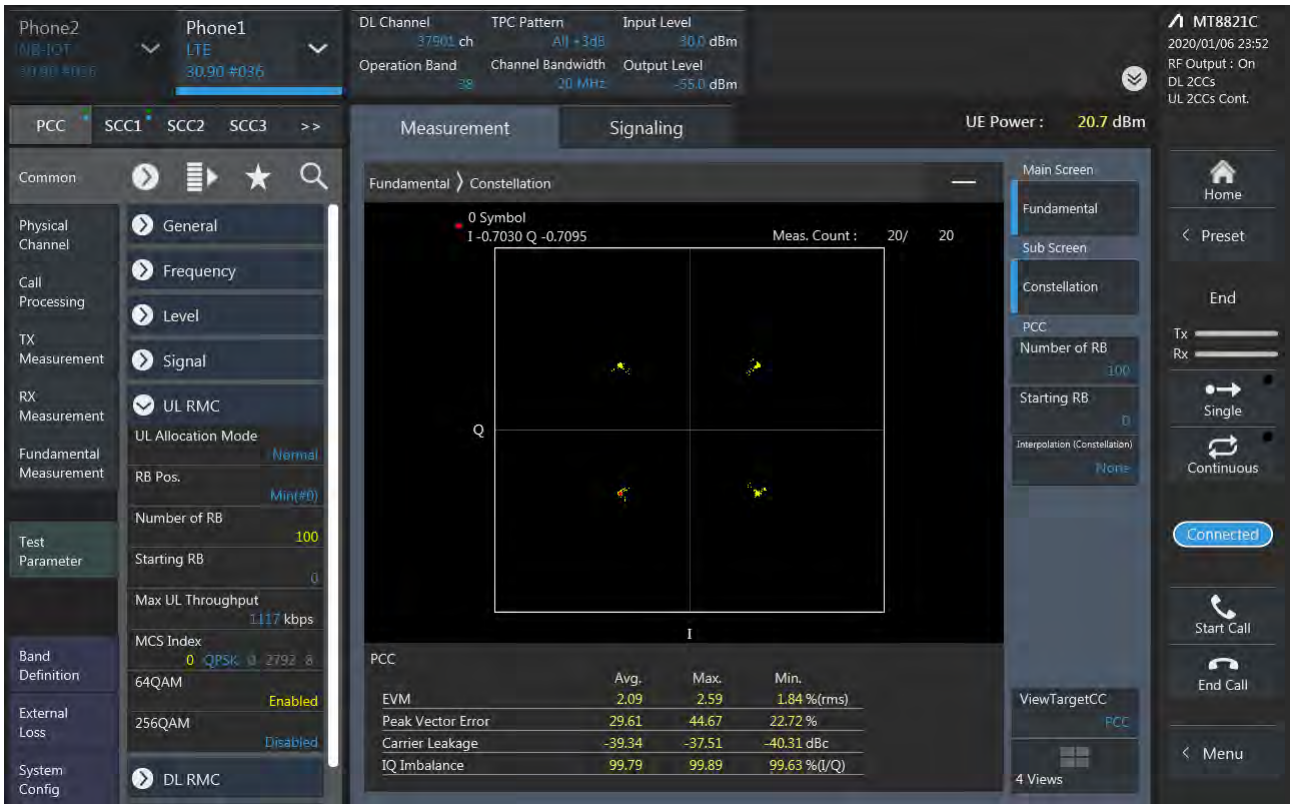 Phone2
NB-IOT
30.90 #036
Phone1
LTE
30.90 #036
DL Channel
37901 ch
TPC Pattern
All +3dB
Input Level
30.0 dBm
Operation Band
38
Channel Bandwidth
20 MHz
Output Level
-55.0 dBm
MT8821C
2020/01/06 23:52
RF Output : On
DL 2CCs
UL 2CCs Cont.
PCC SCC1 SCC2 SCC3 >>
Measurement
Signaling
UE Power : 20.7 dBm
Common
Physical
Channel
Call
Processing
TX
Measurement
RX
Measurement
Fundamental
Measurement
Test
Parameter
Band
Definition
External
Loss
System
Config
General
Frequency
Level
Signal
UL RMC
UL Allocation Mode
Normal
RB Pos.
Min(#0)
Number of RB
100
Starting RB
0
Max UL Throughput
1117 kbps
MCS Index
0 QPSK 0 2792 8
64QAM
Enabled
256QAM
Disabled
DL RMC
Fundamental
Constellation
0 Symbol
I -0.7030 Q -0.7095
Meas. Count : 20/ 20
Q
I
PCC
Avg. Max. Min.
EVM 2.09 2.59 1.84 %(rms)
Peak Vector Error 29.61 44.67 22.72 %
Carrier Leakage -39.34 -37.51 -40.31 dBc
IQ Imbalance 99.79 99.89 99.63 %(I/Q)
Main Screen
Fundamental
Sub Screen
Constellation
PCC
Number of RB
100
Starting RB
0
Interpolation (Constellation)
None
ViewTargetCC
PCC
4 Views
Home
< Preset
End
Tx
Rx
Single
Continuous
Connected
Start Call
End Call
< Menu